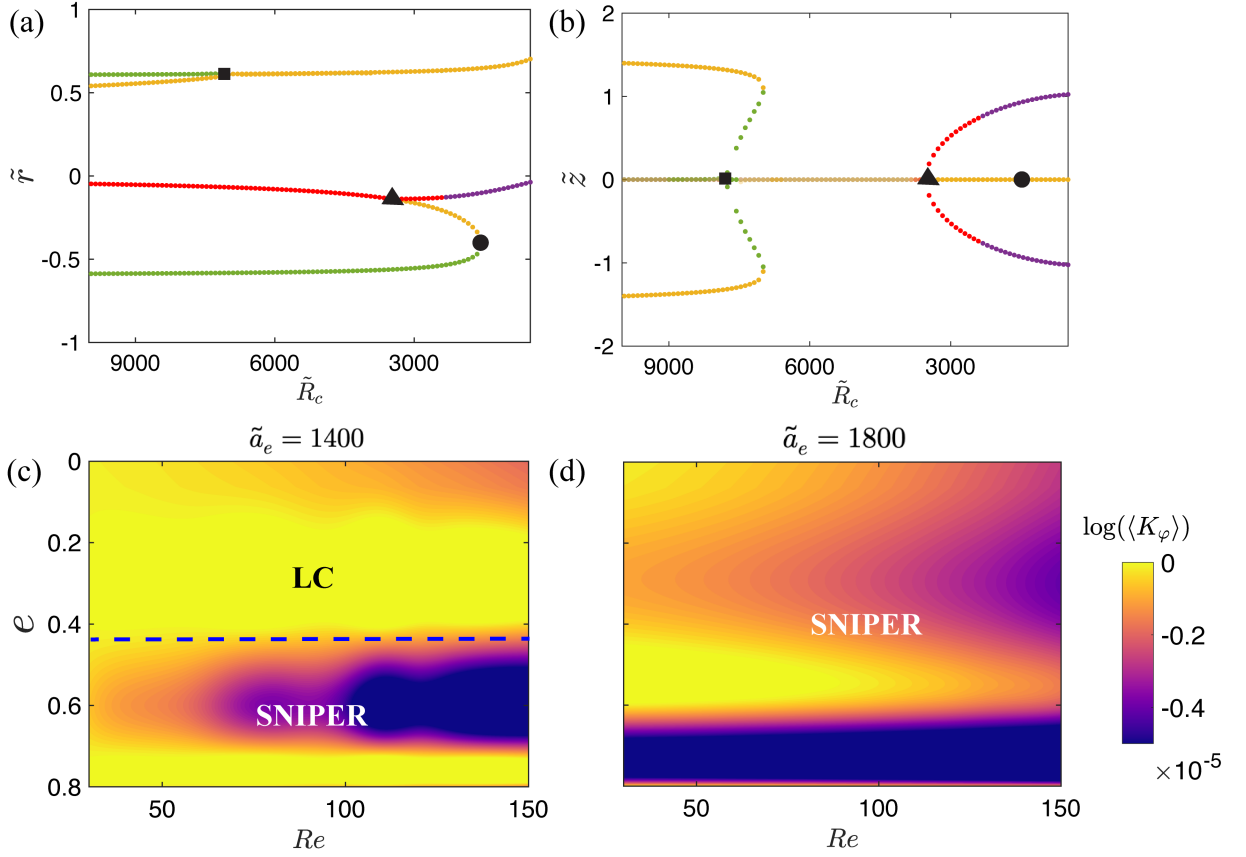 (a)
1
0.5
0
-0.5
-1
r̃
9000
6000
3000
R̃c
(b)
2
1
0
-1
-2
z̃
9000
6000
3000
R̃c
ãe = 1400
(c)
0
0.2
0.4
0.6
0.8
e
LC
SNIPER
50
100
150
Re
ãe = 1800
(d)
SNIPER
50
100
150
Re
log(⟨Kφ⟩)
0
-0.2
-0.4
×10-5